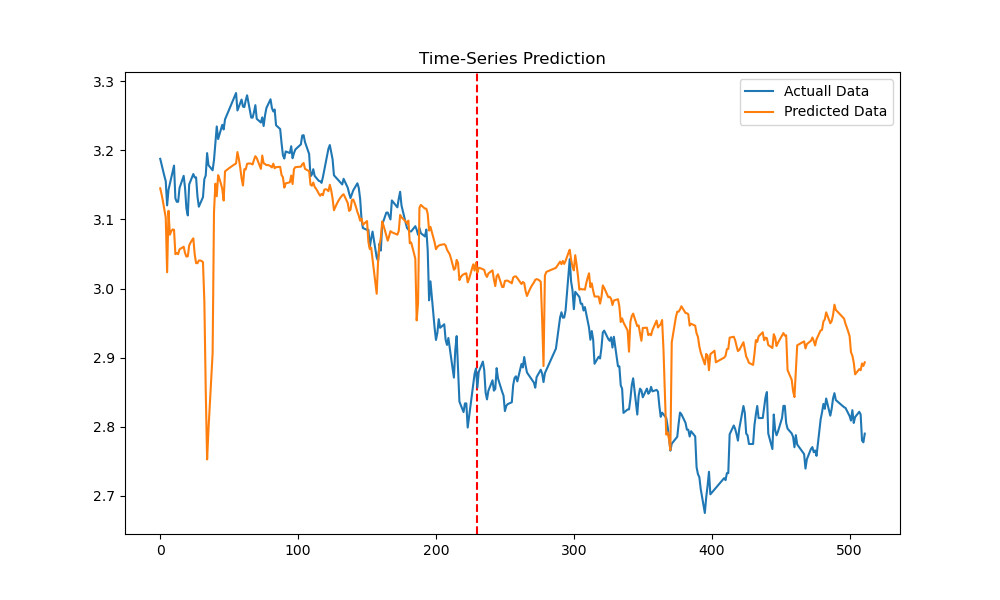 Time-Series Prediction
Actuall Data
Predicted Data
3.3
3.2
3.1
3.0
2.9
2.8
2.7
0 100 200 300 400 500